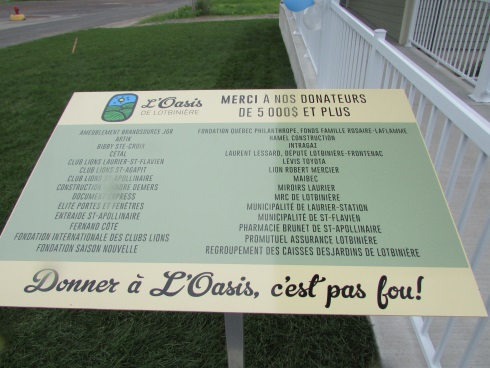 L'Oasis
DE LOTBINIÈRE
MERCI À NOS DONATEURS
DE 5 000$ ET PLUS
AMEUBLEMENT BRANDSOURCE JGR
ARTIK
BIBBY STE-CROIX
CETAL
CLUB LIONS LAURIER-ST-FLAVIEN
CLUB LIONS ST-AGAPIT
CLUB LIONS ST-APOLLINAIRE
CONSTRUCTION DEMERS
DOCUMENT EXPRESS
ÉLITE PORTES ET FENÊTRES
ENTRAIDE ST-APOLLINAIRE
FERNAND CÔTÉ
FONDATION INTERNATIONALE DES CLUBS LIONS
FONDATION SAISON NOUVELLE
FONDATION QUÉBEC PHILANTHROPE, FONDS FAMILLE ROSAIRE-LAFLAMME
HAMEL CONSTRUCTION
INTRAGAZ
LAURENT LESSARD, DÉPUTÉ LOTBINIÈRE-FRONTENAC
LÉVIS TOYOTA
LION ROBERT MERCIER
MAIBEC
MIROIRS LAURIER
MRC DE LOTBINIÈRE
MUNICIPALITÉ DE LAURIER-STATION
MUNICIPALITÉ DE ST-FLAVIEN
PHARMACIE BRUNET DE ST-APOLLINAIRE
PROMUTUEL ASSURANCE LOTBINIÈRE
REGROUPEMENT DES CAISSES DESJARDINS DE LOTBINIÈRE
Donner à L'Oasis, c'est pas fou!